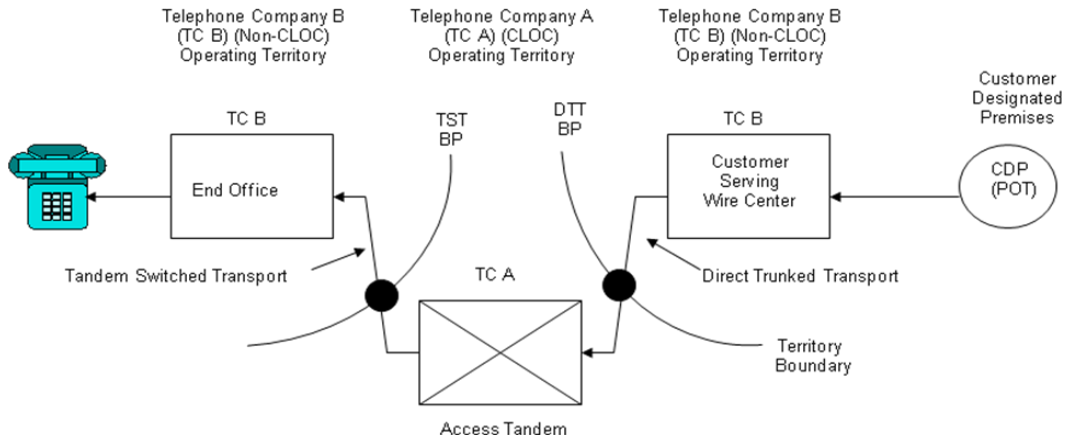 Telephone Company B
(TC B) (Non-CLOC)
Operating Territory
Telephone Company A
(TC A) (CLOC)
Operating Territory
Telephone Company B
(TC B) (Non-CLOC)
Operating Territory
Customer
Designated
Premises
TC B
TST
BP
DTT
BP
TC B
End Office
Customer
Serving
Wire Center
CDP
(POT)
Tandem Switched Transport
TC A
Direct Trunked Transport
Territory
Boundary
Access Tandem